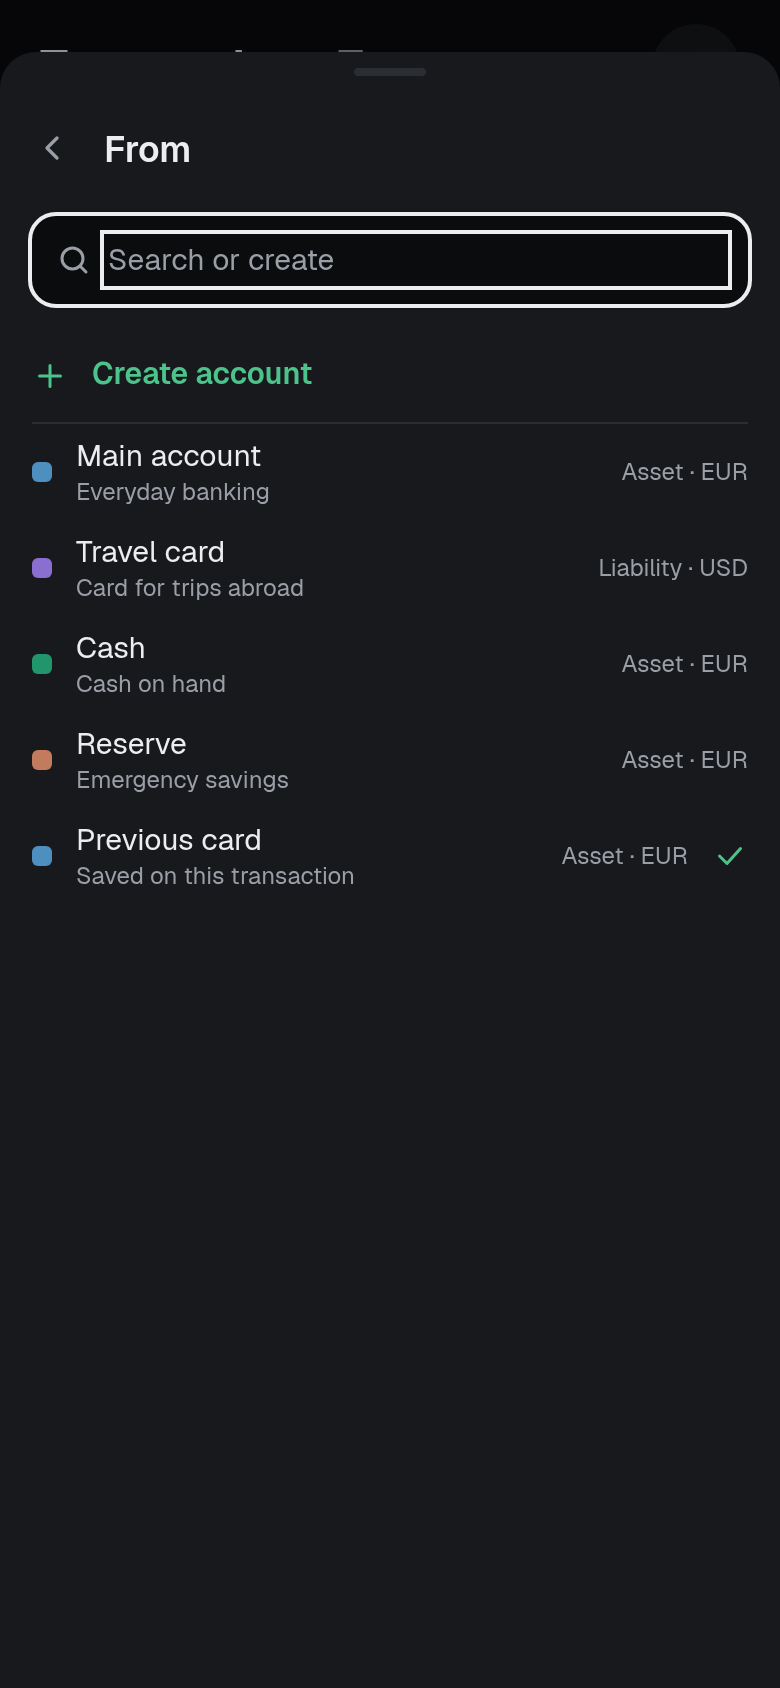 From
Search or create
Create account
Main account
Everyday banking
Asset · EUR
Travel card
Card for trips abroad
Liability · USD
Cash
Cash on hand
Asset · EUR
Reserve
Emergency savings
Asset · EUR
Previous card
Saved on this transaction
Asset · EUR